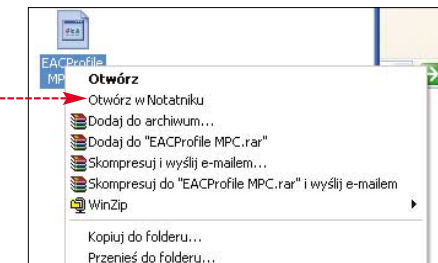 EACProfile
MP
Otwórz
Otwórz w Notatniku
Dodaj do archiwum...
Dodaj do "EACProfile MPC.rar"
Skompresuj i wyślij e-mailem...
Skompresuj do "EACProfile MPC.rar" i wyślij e-mailem
WinZip
Kopiuj do folderu...
Przenieś do folderu...